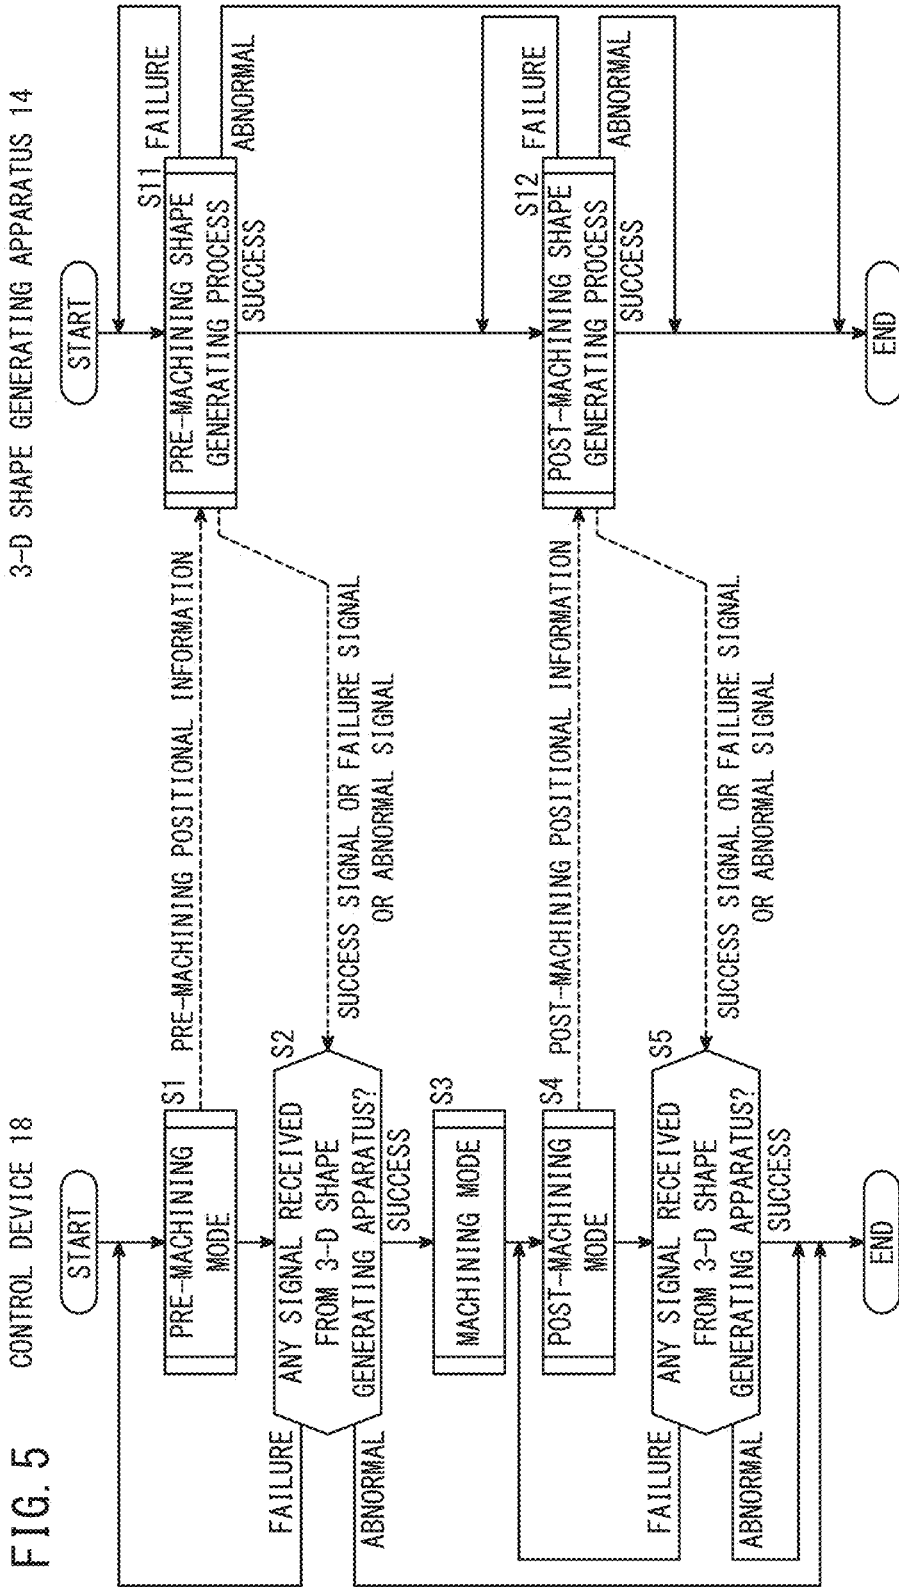 FIG. 5
CONTROL DEVICE 18
3-D SHAPE GENERATING APPARATUS 14
START
START
S1
PRE-MACHINING
MODE
PRE-MACHINING POSITIONAL INFORMATION
S11
PRE-MACHINING SHAPE
GENERATING PROCESS
FAILURE
ABNORMAL
SUCCESS
S2
ANY SIGNAL RECEIVED
FROM 3-D SHAPE
GENERATING APPARATUS?
FAILURE
ABNORMAL
SUCCESS
SUCCESS SIGNAL OR FAILURE SIGNAL
OR ABNORMAL SIGNAL
S3
MACHINING MODE
S4
POST-MACHINING
MODE
POST-MACHINING POSITIONAL INFORMATION
S12
POST-MACHINING SHAPE
GENERATING PROCESS
FAILURE
ABNORMAL
SUCCESS
S5
ANY SIGNAL RECEIVED
FROM 3-D SHAPE
GENERATING APPARATUS?
FAILURE
ABNORMAL
SUCCESS
SUCCESS SIGNAL OR FAILURE SIGNAL
OR ABNORMAL SIGNAL
END
END